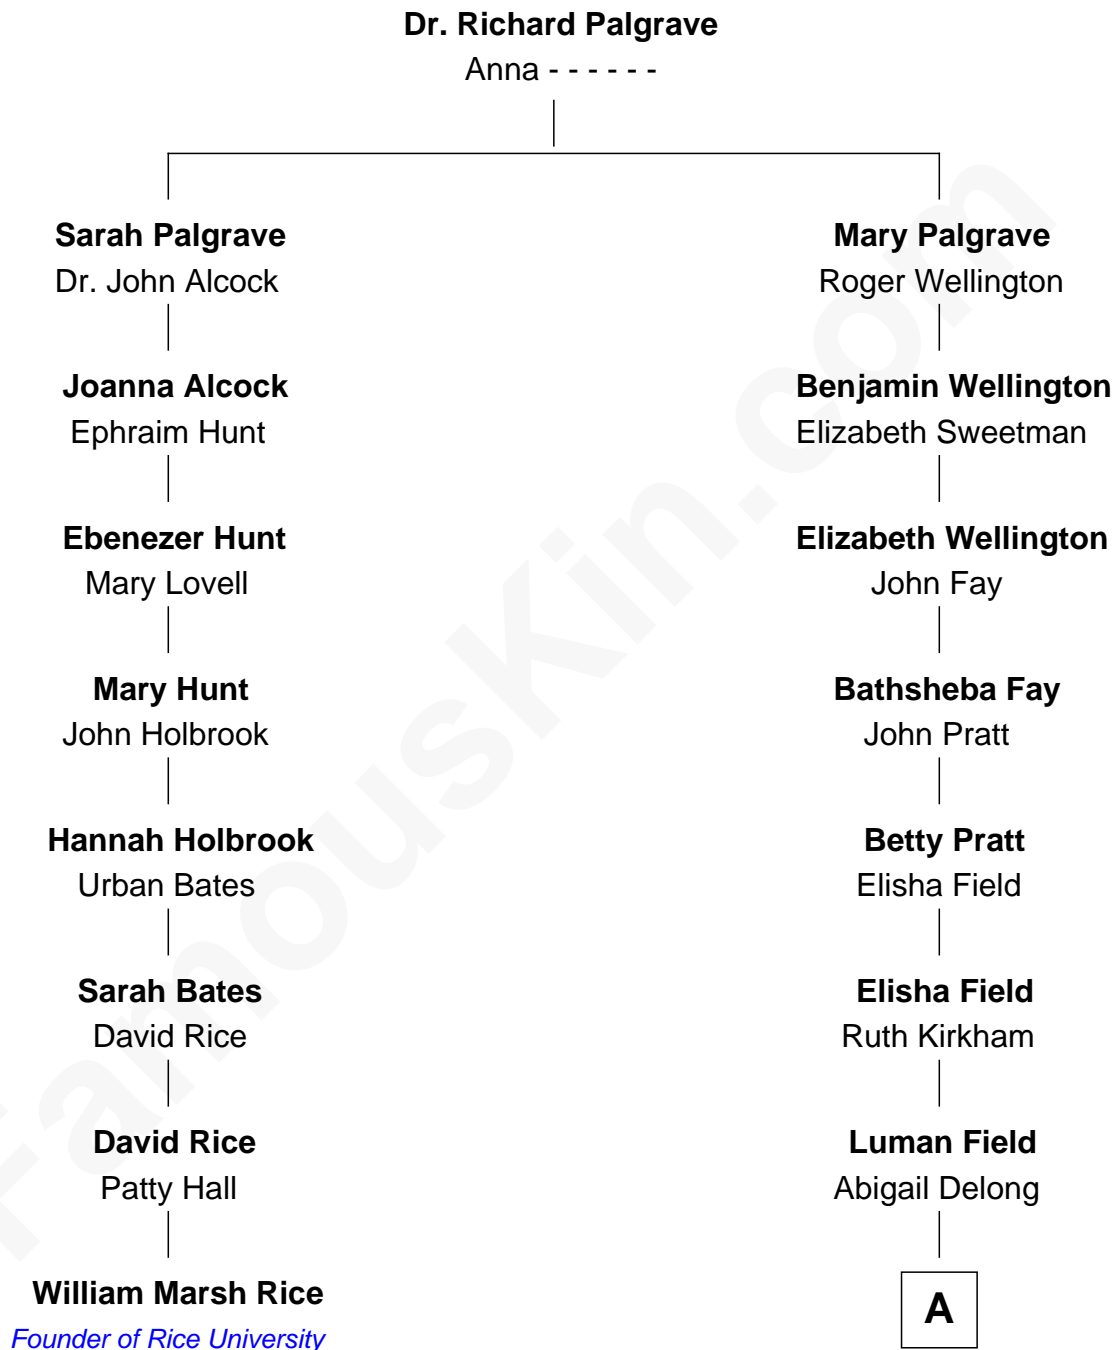 Dr. Richard Palgrave
Anna - - - - - -
Sarah Palgrave
Dr. John Alcock
Mary Palgrave
Roger Wellington
Joanna Alcock
Ephraim Hunt
Benjamin Wellington
Elizabeth Sweetman
Ebenezer Hunt
Mary Lovell
Elizabeth Wellington
John Fay
Mary Hunt
John Holbrook
Bathsheba Fay
John Pratt
Hannah Holbrook
Urban Bates
Betty Pratt
Elisha Field
Sarah Bates
David Rice
Elisha Field
Ruth Kirkham
David Rice
Patty Hall
Luman Field
Abigail Delong
William Marsh Rice
Founder of Rice University
A
FamousKin.com